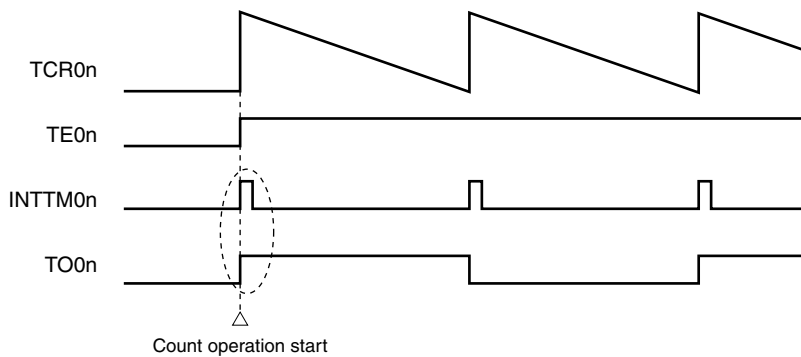 TCR0n
TE0n
INTTM0n
TO0n
Count operation start